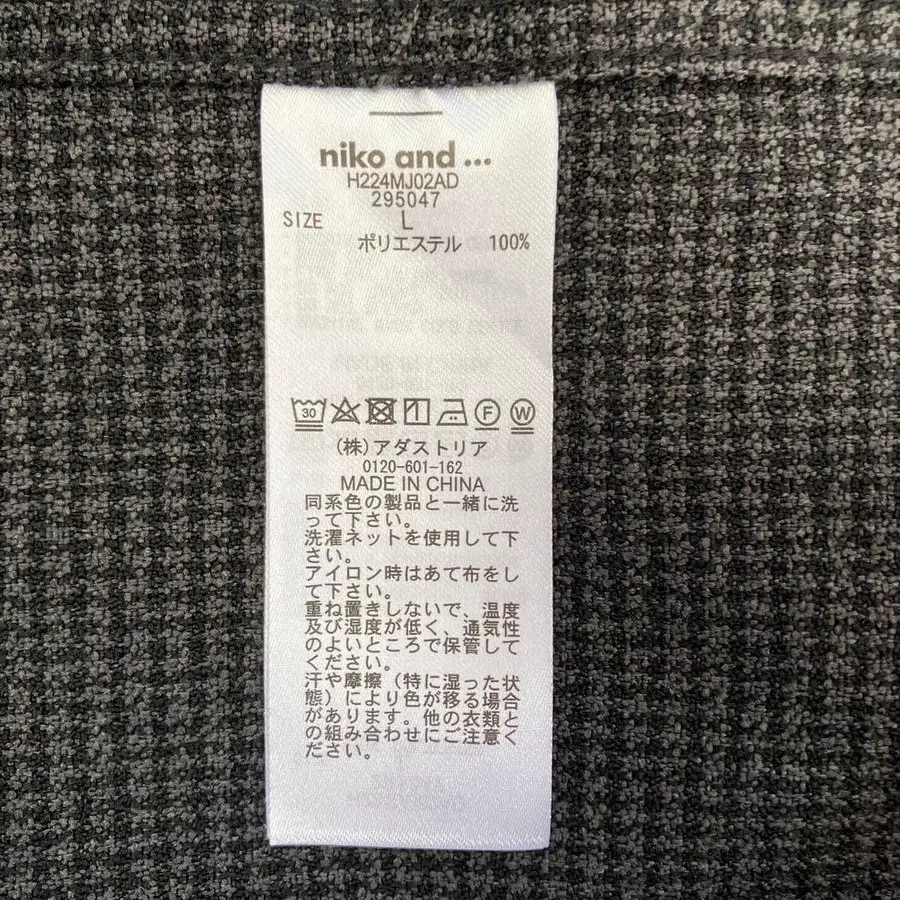 niko and ...
H224MJ02AD
295047
SIZE L
ポリエステル 100%
30 F W
(株)アダストリア
0120-601-162
MADE IN CHINA
同系色の製品と一緒に洗
って下さい。
洗濯ネットを使用して下
さい。
アイロン時はあて布をし
て下さい。
重ね置きしないで、温度
及び湿度が低く、通気性
のよいところで保管して
ください。
汗や摩擦（特に湿った状
態）により色が移る場合
があります。他の衣類と
の組み合わせにご注意く
ださい。